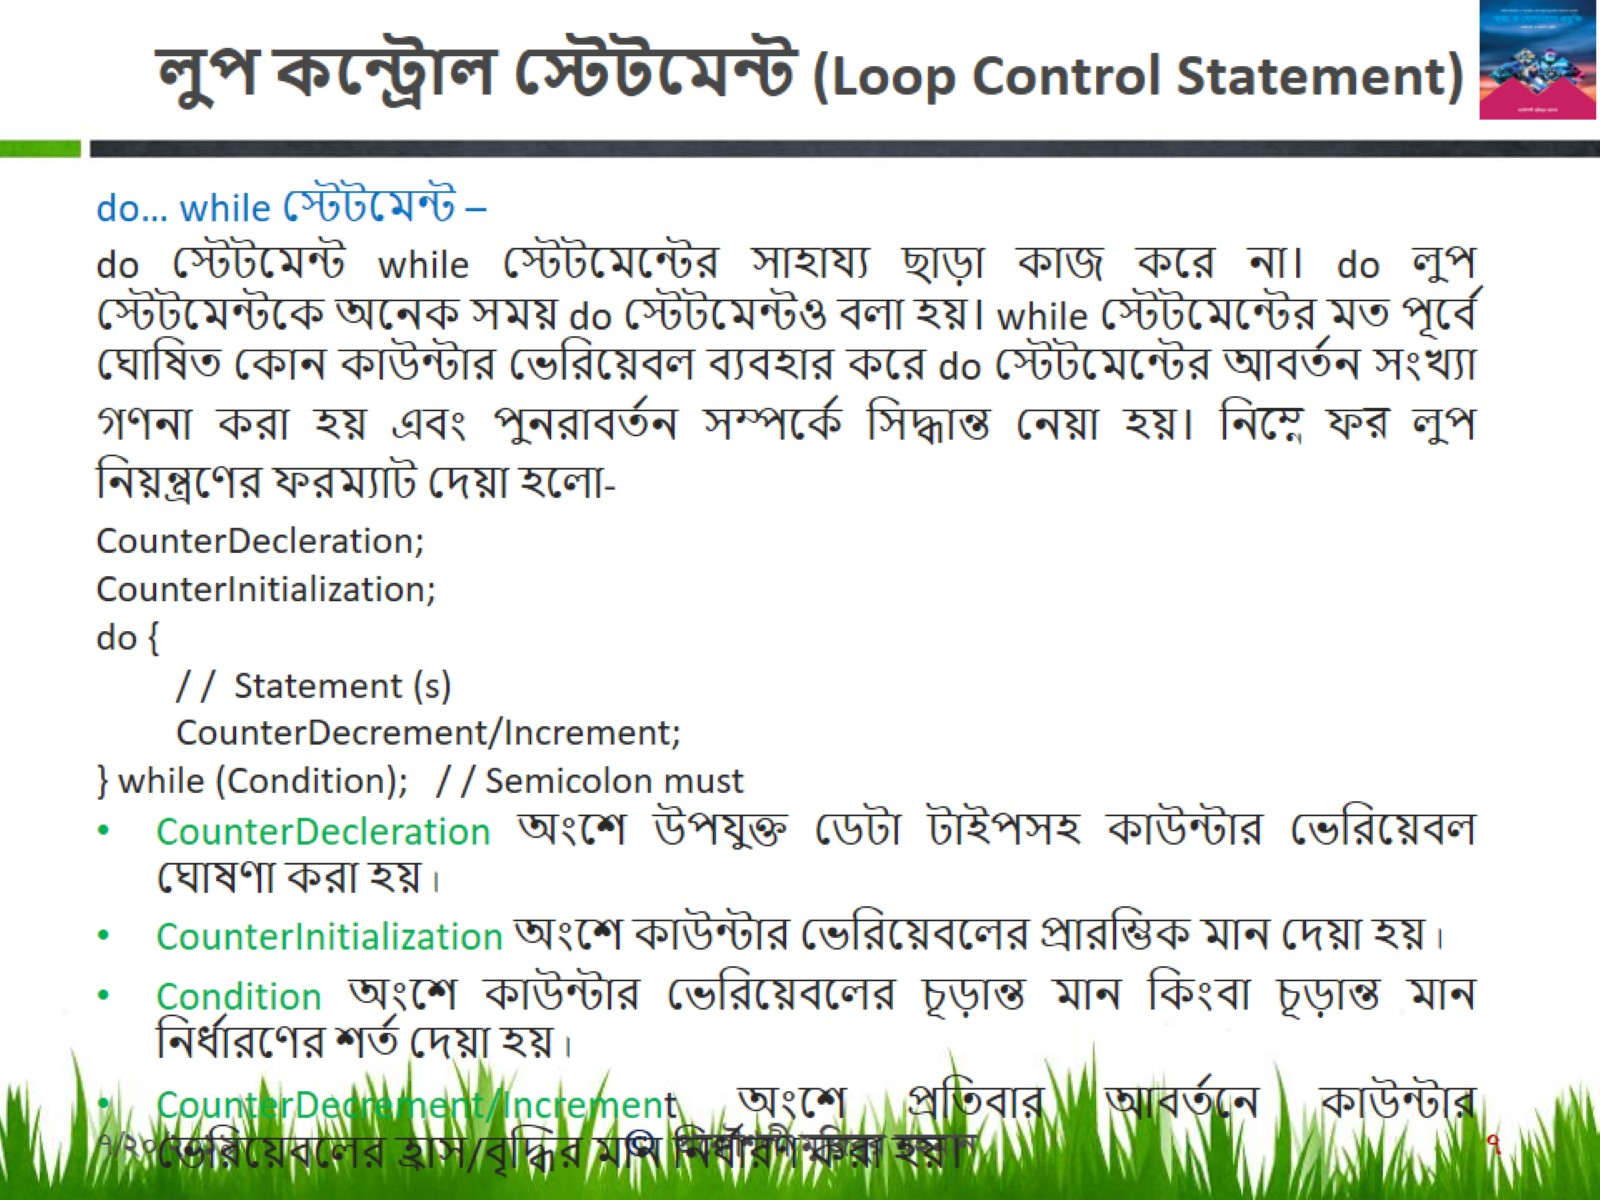 লুপ কন্ট্রোল স্টেটমেন্ট (Loop Control Statement)
do... while স্টেটমেন্ট –
do স্টেটমেন্ট while স্টেটমেন্টের সাহায্য ছাড়া কাজ করে না। do লুপ
স্টেটমেন্টকে অনেক সময় do স্টেটমেন্টও বলা হয়। while স্টেটমেন্টের মত পূর্বে
ঘোষিত কোন কাউন্টার ভেরিয়েবল ব্যবহার করে do স্টেটমেন্টের আবর্তন সংখ্যা
গণনা করা হয় এবং পুনরাবর্তন সম্পর্কে সিদ্ধান্ত নেয়া হয়। নিম্নে ফর লুপ
নিয়ন্ত্রণের ফরম্যাট দেয়া হলো-
CounterDecleration;
CounterInitialization;
do {
/ / Statement (s)
CounterDecrement/Increment;
} while (Condition); / / Semicolon must
• CounterDecleration অংশে উপযুক্ত ডেটা টাইপসহ কাউন্টার ভেরিয়েবল
ঘোষণা করা হয়।
• CounterInitialization অংশে কাউন্টার ভেরিয়েবলের প্রারম্ভিক মান দেয়া হয়।
• Condition অংশে কাউন্টার ভেরিয়েবলের চূড়ান্ত মান কিংবা চূড়ান্ত মান
নির্ধারণের শর্ত দেয়া হয়।
• CounterDecrement/Increment অংশে প্রতিবার আবর্তনে কাউন্টার
ভেরিয়েবলের হ্রাস/বৃদ্ধির মান নির্ধারণ করা হয়।
৭